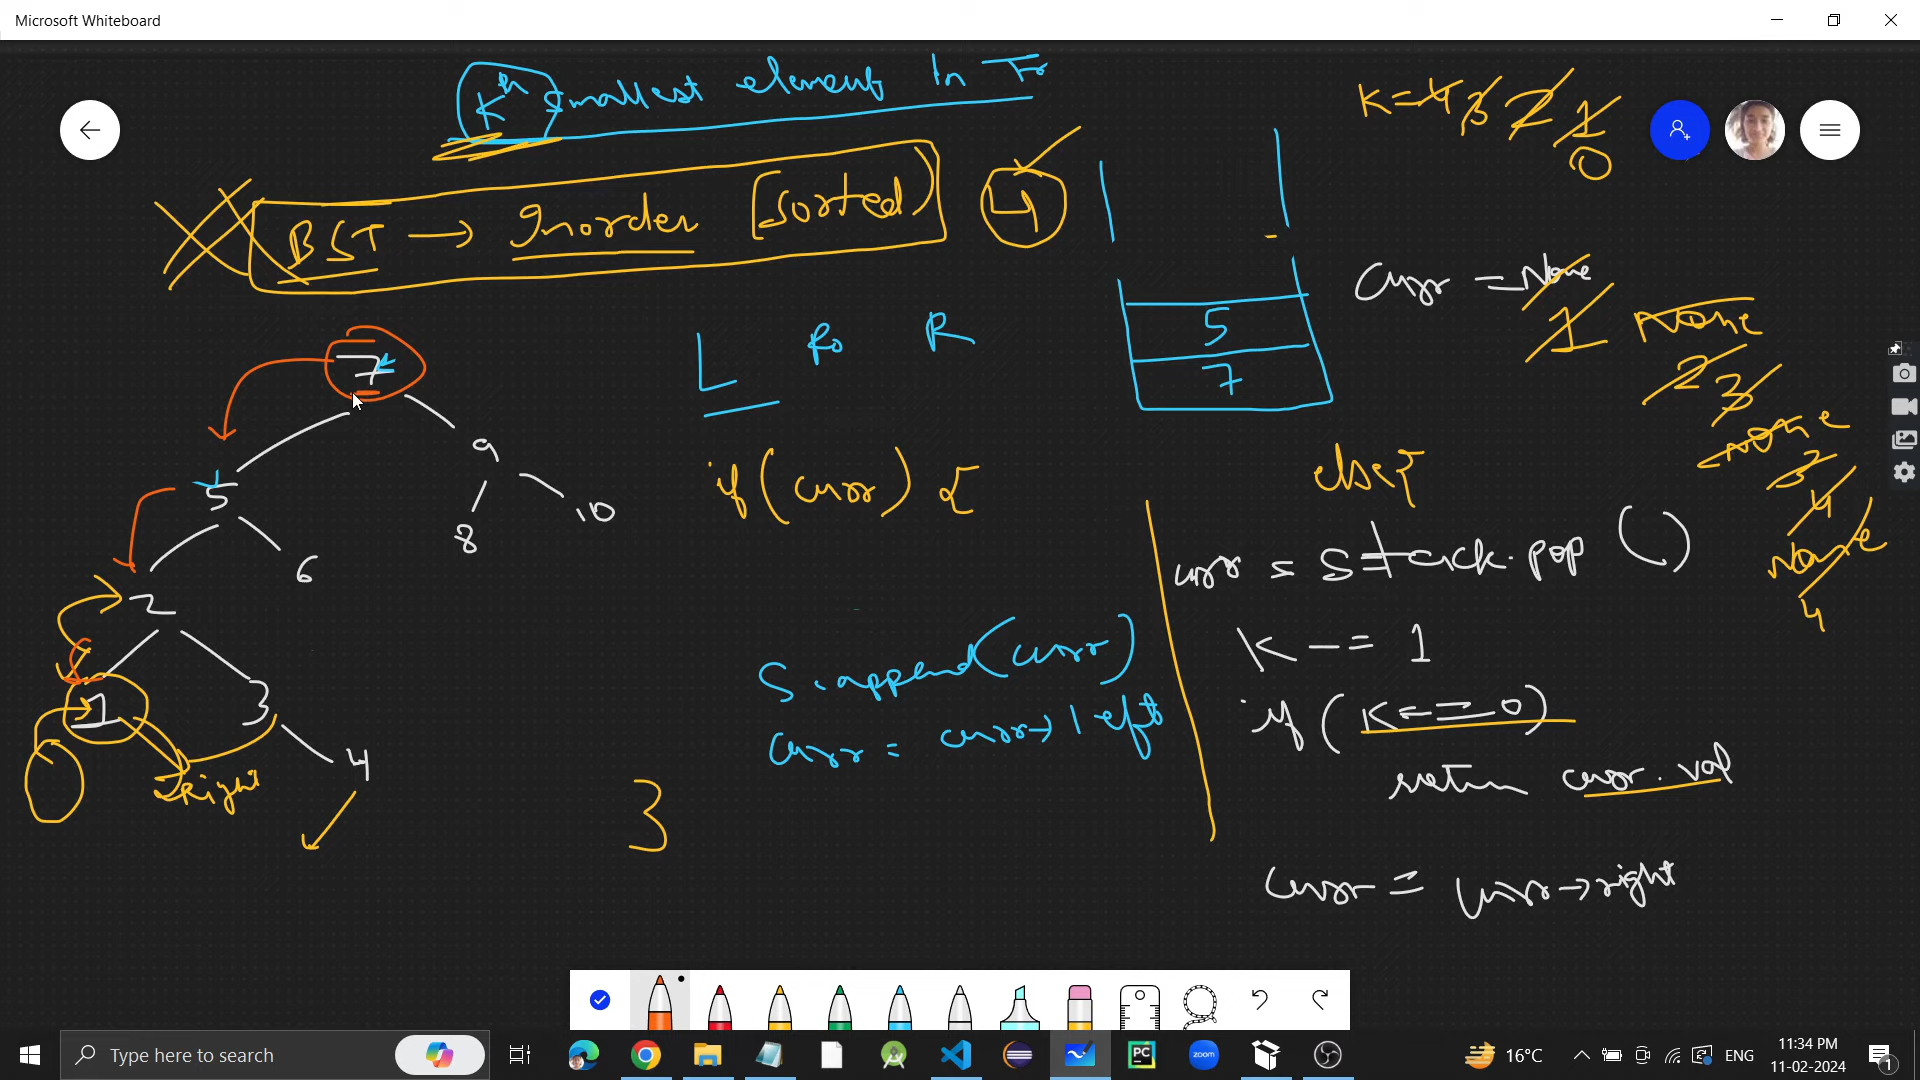 Microsoft Whiteboard
Kth Smallest element In
K = 4 3 2 1
0
BST → Inorder [Sorted]
4
curr = None
1 None
2 3
None
3
4
None
4
L Ro R
5
7
7
5
9
2
6
8
10
1
3
4
Right
if (curr) {
S.append(curr)
curr = curr → left
}
else {
curr = stack.pop ()
K -= 1
if (K == 0)
return curr.val
curr = curr → right
Type here to search
16°C
ENG
11:34 PM
11-02-2024
1
PC
zoom